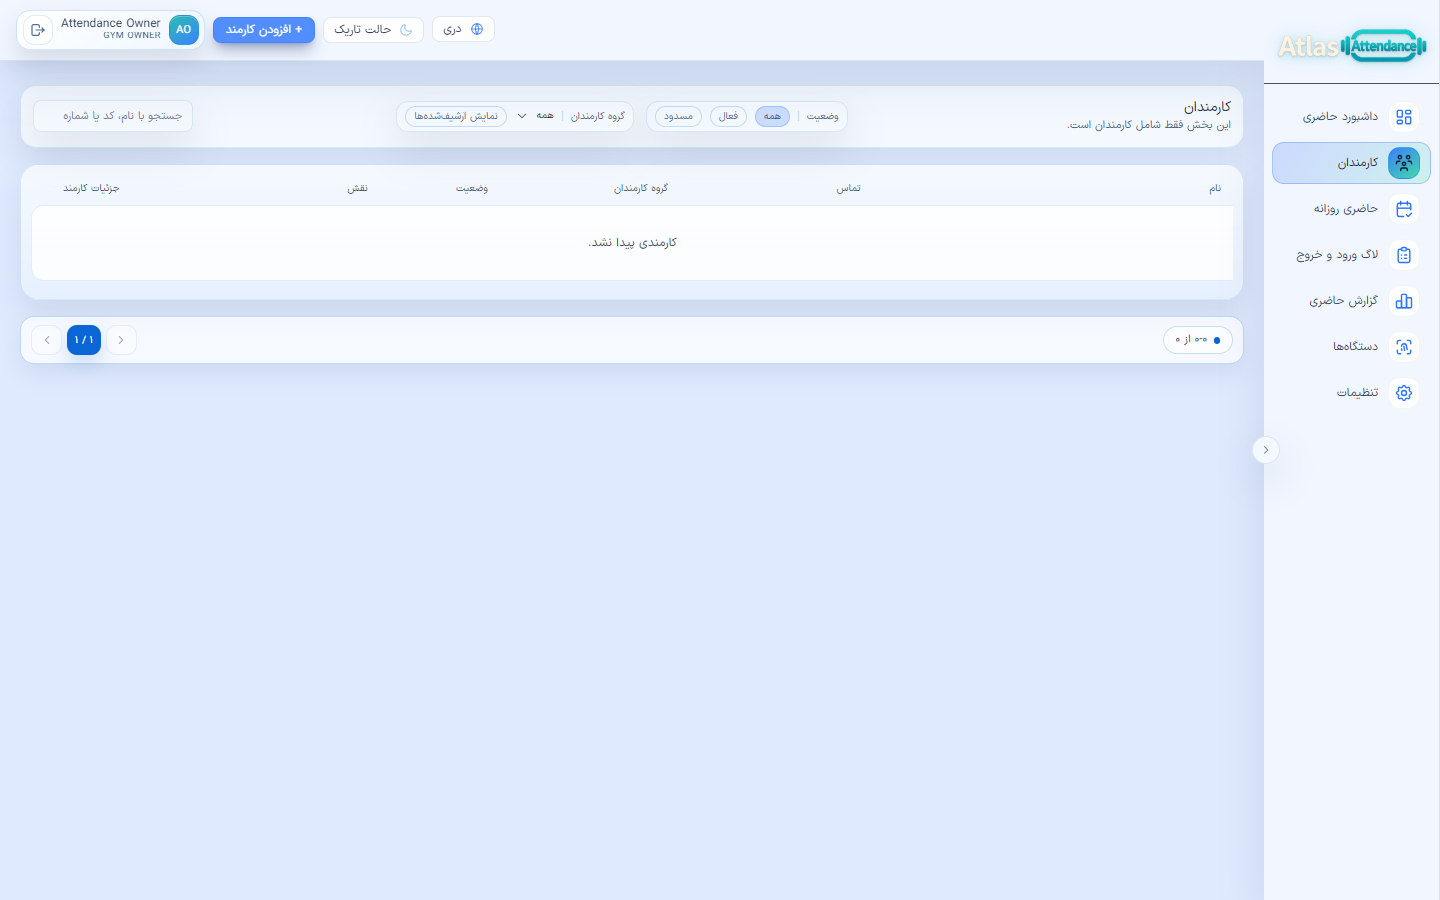 Atlas Attendance
دری
حالت تاریک
+ افزودن کارمند
AO
Attendance Owner
GYM OWNER
داشبورد حاضری
کارمندان
حاضری روزانه
لاگ ورود و خروج
گزارش حاضری
دستگاه‌ها
تنظیمات
کارمندان
این بخش فقط شامل کارمندان است.
وضعیت
همه
فعال
مسدود
گروه کارمندان
همه
نمایش آرشیف‌شده‌ها
جستجو با نام، کد یا شماره
نام
تماس
گروه کارمندان
وضعیت
نقش
جزئیات کارمند
کارمندی پیدا نشد.
۰-۰ از ۰
۱ / ۱